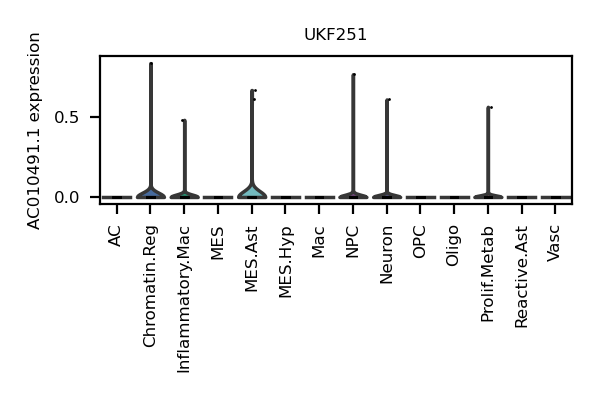 UKF251
AC010491.1 expression
0.5
0.0
AC
Chromatin.Reg
Inflammatory.Mac
MES
MES.Ast
MES.Hyp
Mac
NPC
Neuron
OPC
Oligo
Prolif.Metab
Reactive.Ast
Vasc